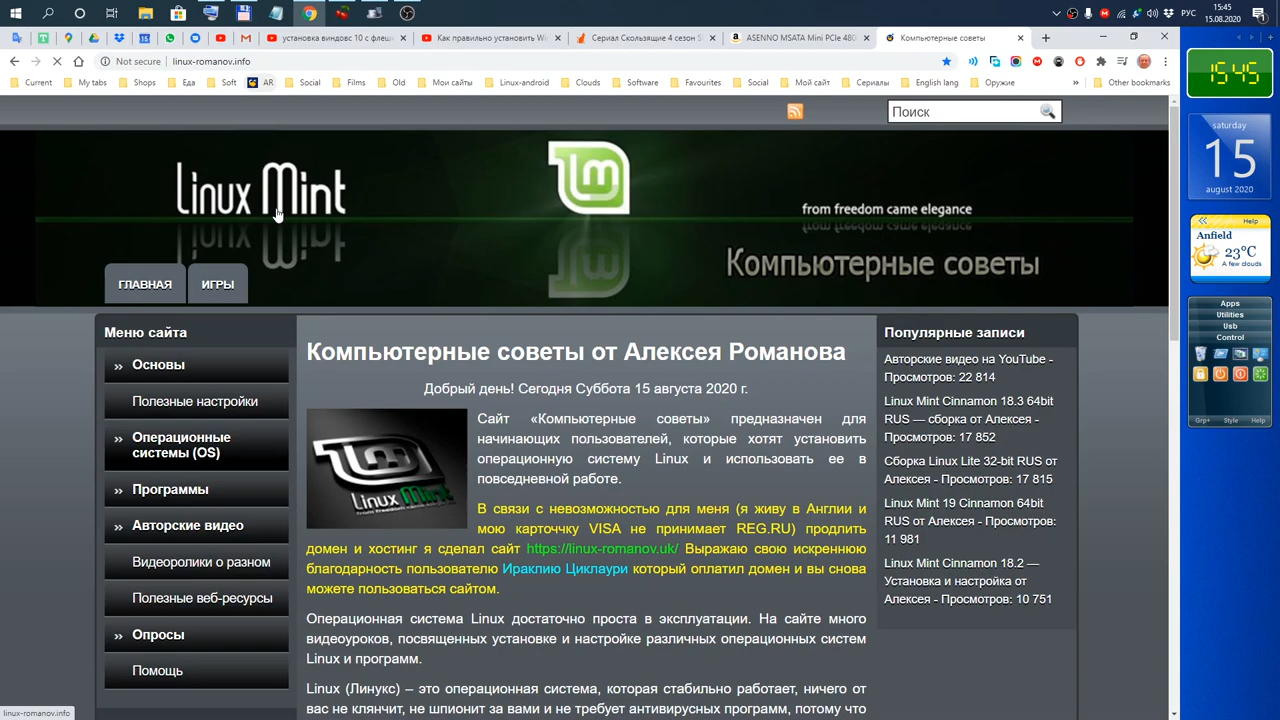 РУС
15:45
15.08.2020
1
установка виндовс 10 с флеш
Как правильно установить Wi
Сериал Скользящие 4 сезон S
ASENNO MSATA Mini PCIe 480
Компьютерные советы
Not secure | linux-romanov.info
Current
My tabs
Shops
Еда
Soft
AR
Social
Films
Old
Мои сайты
Linux-android
Clouds
Software
Favourites
Social
Мой сайт
Сериалы
English lang
Оружие
»
Other bookmarks
Поиск
Linux Mint
from freedom came elegance
Компьютерные советы
ГЛАВНАЯ
ИГРЫ
Меню сайта
» Основы
Полезные настройки
» Операционные
системы (OS)
» Программы
» Авторские видео
Видеоролики о разном
Полезные веб-ресурсы
» Опросы
Помощь
Компьютерные советы от Алексея Романова
Добрый день! Сегодня Суббота 15 августа 2020 г.
Linux Mint
Сайт «Компьютерные советы» предназначен для
начинающих пользователей, которые хотят установить
операционную систему Linux и использовать ее в
повседневной работе.
В связи с невозможностью для меня (я живу в Англии и
мою карточку VISA не принимает REG.RU) продлить
домен и хостинг я сделал сайт https://linux-romanov.uk/ Выражаю свою искреннюю
благодарность пользователю Ираклию Циклаури который оплатил домен и вы снова
можете пользоваться сайтом.
Операционная система Linux достаточно проста в эксплуатации. На сайте много
видеоуроков, посвященных установке и настройке различных операционных систем
Linux и программ.
Linux (Линукс) – это операционная система, которая стабильно работает, ничего от
вас не клянчит, не шпионит за вами и не требует антивирусных программ, потому что
Популярные записи
Авторские видео на YouTube -
Просмотров: 22 814
Linux Mint Cinnamon 18.3 64bit
RUS — сборка от Алексея -
Просмотров: 17 852
Сборка Linux Lite 32-bit RUS от
Алексея - Просмотров: 17 815
Linux Mint 19 Cinnamon 64bit
RUS от Алексея - Просмотров:
11 981
Linux Mint Cinnamon 18.2 —
Установка и настройка от
Алексея - Просмотров: 10 751
15:45
saturday
15
august 2020
Help
Anfield
23°C
A few clouds
Apps
Utilities
Usb
Control
Grp+
Style
Help
linux-romanov.info